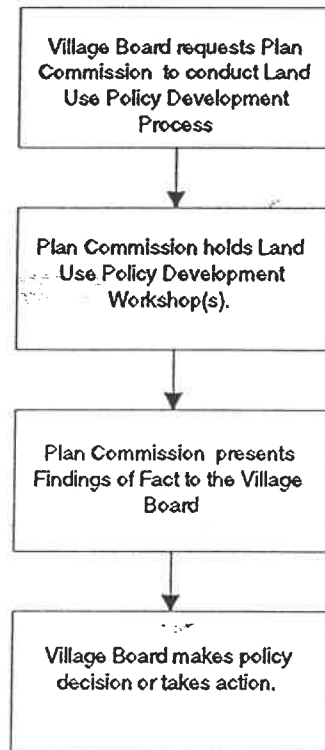 Village Board requests Plan
Commission to conduct Land
Use Policy Development
Process
Plan Commission holds Land
Use Policy Development
Workshop(s).
Plan Commission presents
Findings of Fact to the Village
Board
Village Board makes policy
decision or takes action.